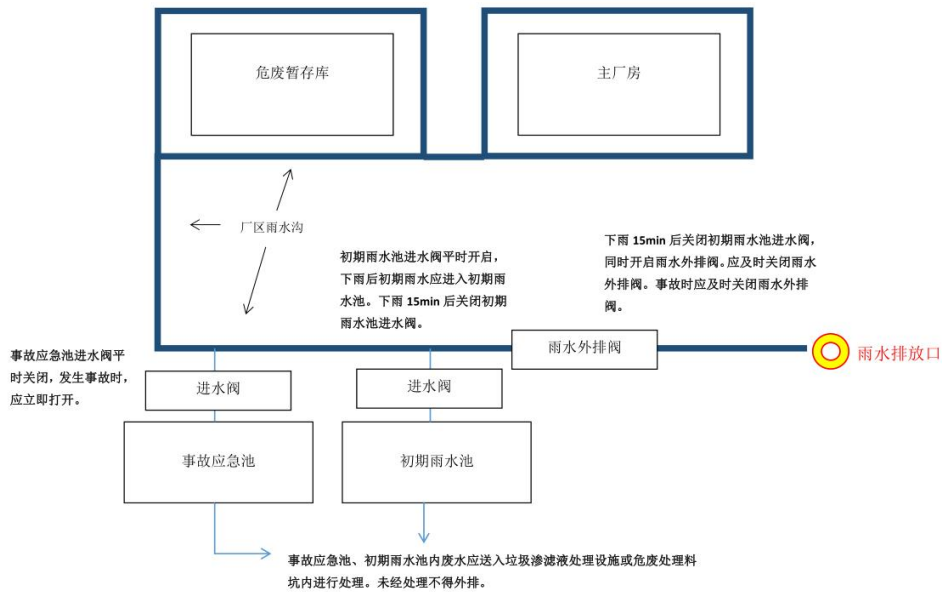 危废暂存库
主厂房
厂区雨水沟
初期雨水池进水阀平时开启，
下雨后初期雨水应进入初期雨
水池。下雨 15min 后关闭初期
雨水池进水阀。
下雨 15min 后关闭初期雨水池进水阀，
同时开启雨水外排阀。应及时关闭雨水
外排阀。事故时应及时关闭雨水外排
阀。
雨水外排阀
雨水排放口
事故应急池进水阀平
时关闭，发生事故时，
应立即打开。
进水阀
进水阀
事故应急池
初期雨水池
事故应急池、初期雨水池内废水应送入垃圾渗滤液处理设施或危废处理料
坑内进行处理。未经处理不得外排。